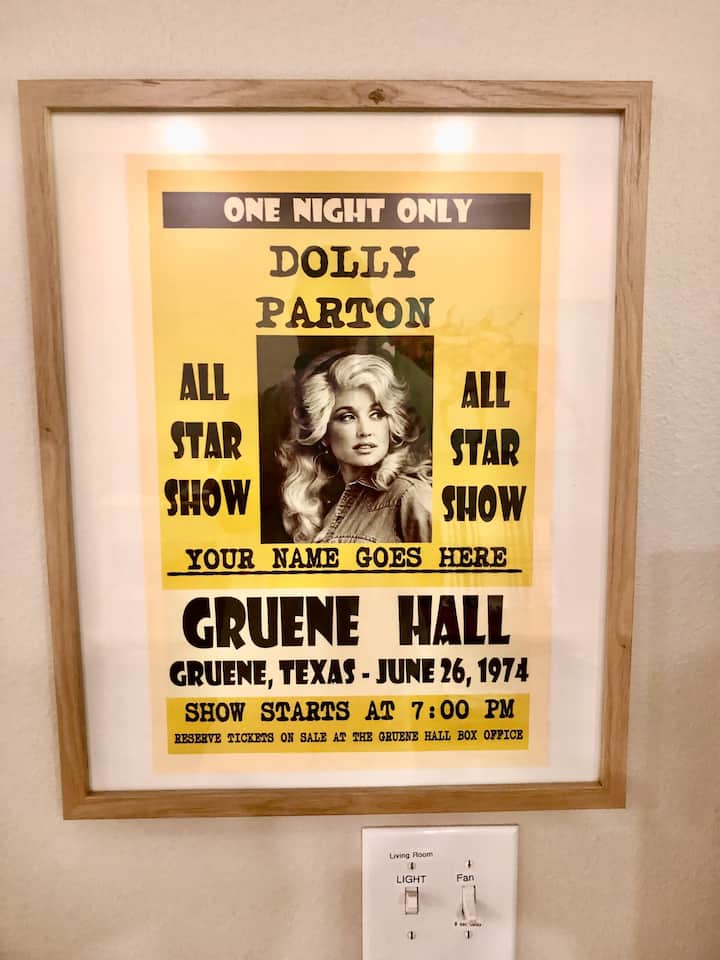 ONE NIGHT ONLY
DOLLY
PARTON
ALL
STAR
SHOW
ALL
STAR
SHOW
YOUR NAME GOES HERE
GRUENE HALL
GRUENE, TEXAS - JUNE 26, 1974
SHOW STARTS AT 7:00 PM
RESERVE TICKETS ON SALE AT THE GRUENE HALL BOX OFFICE
Living Room
LIGHT Fan